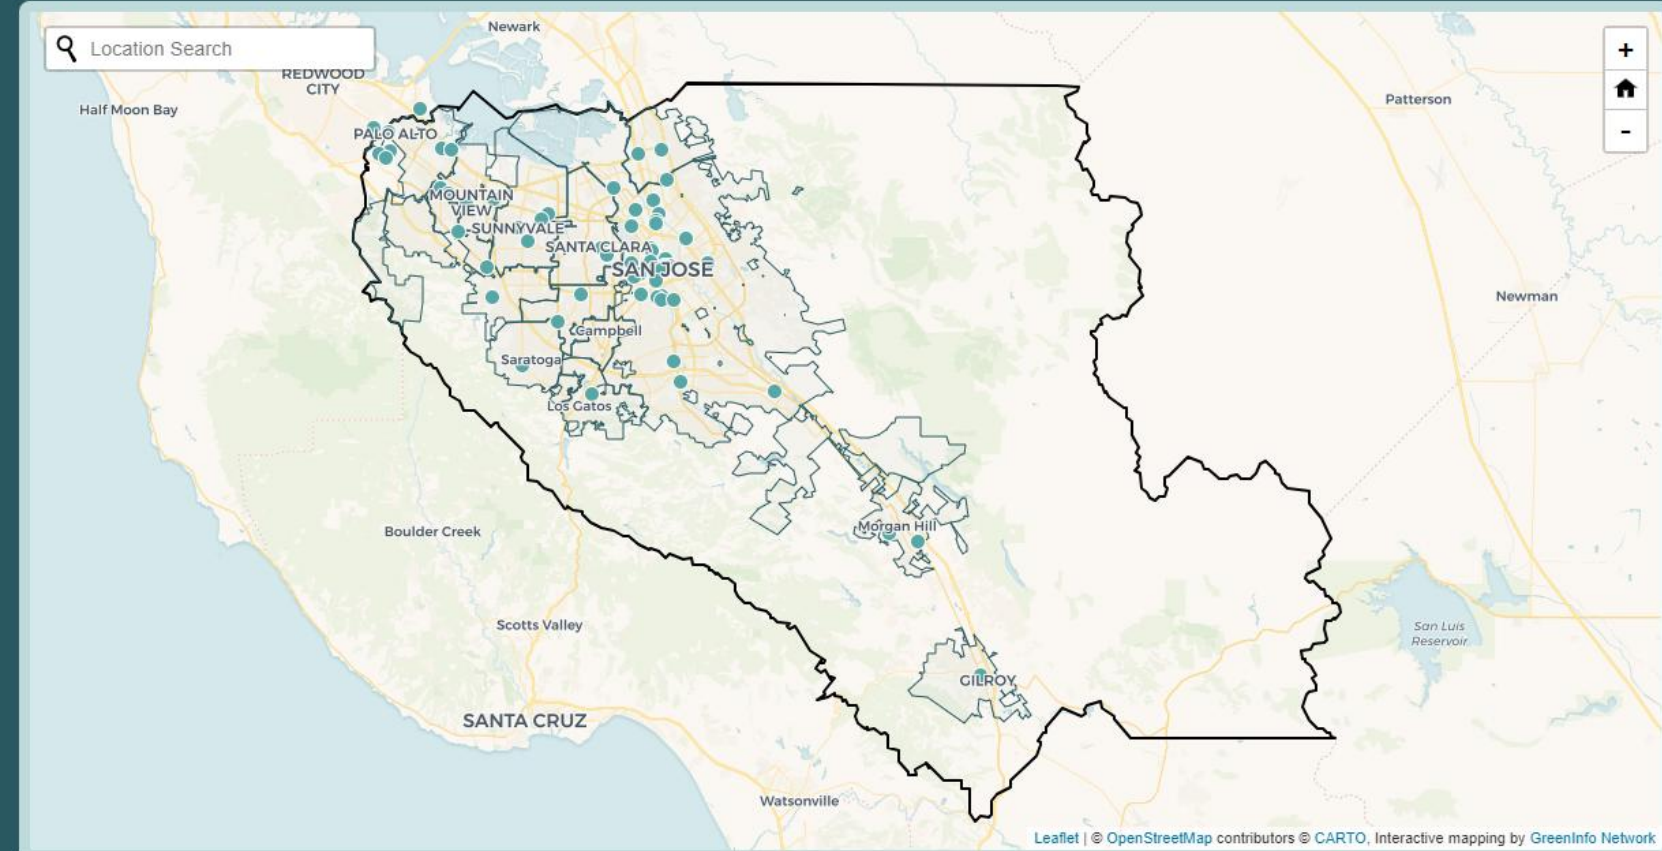 Newark
Location Search
+
REDWOOD
CITY
Half Moon Bay
Patterson
-
PALO ALTO
MOUNTAIN
VIEW
SUNNYVALE
SANTA CLARA
SAN JOSE
Newman
Campbell
Saratoga
Los Gatos
Morgan Hill
Boulder Creek
Scotts Valley
San Luis
Reservoir
GILROY
SANTA CRUZ
Watsonville
Leaflet | © OpenStreetMap contributors © CARTO, Interactive mapping by GreenInfo Network